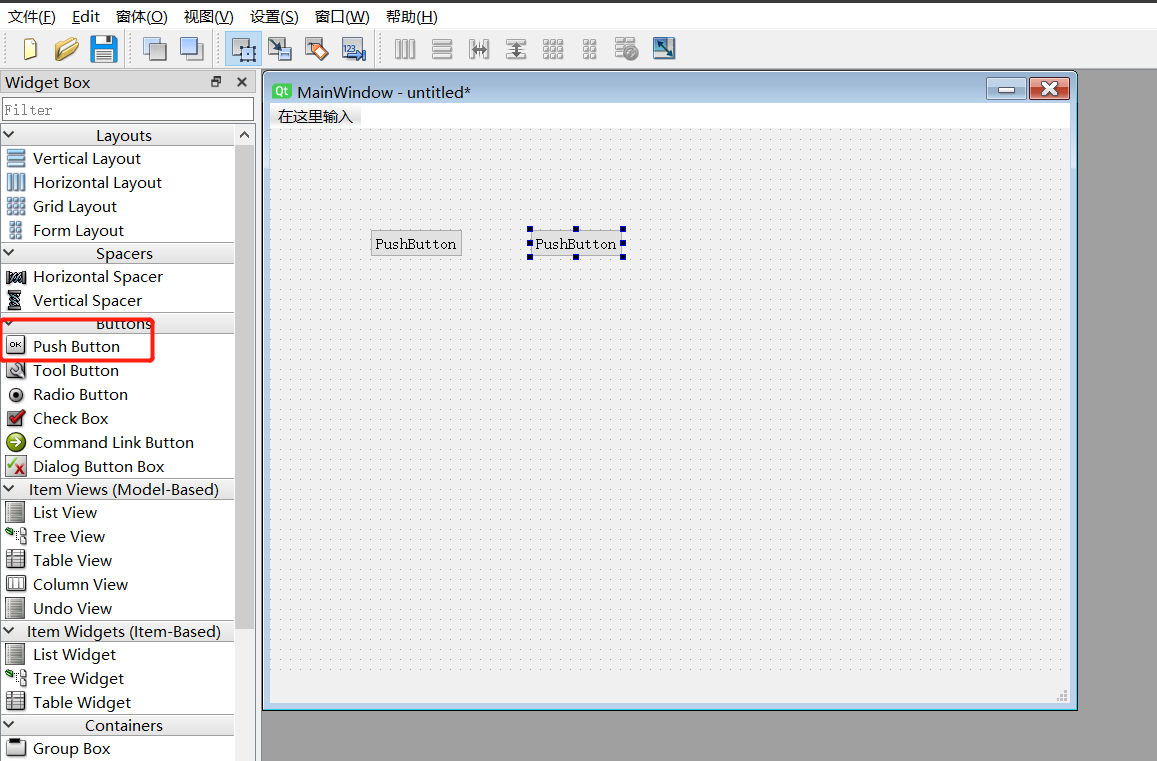 文件(F) Edit 窗体(O) 视图(V) 设置(S) 窗口(W) 帮助(H)
123
Widget Box
Filter
Layouts
Vertical Layout
Horizontal Layout
Grid Layout
Form Layout
Spacers
Horizontal Spacer
Vertical Spacer
Buttons
OK Push Button
Tool Button
Radio Button
Check Box
Command Link Button
Dialog Button Box
Item Views (Model-Based)
List View
Tree View
Table View
Column View
Undo View
Item Widgets (Item-Based)
List Widget
Tree Widget
Table Widget
Containers
Group Box
Qt MainWindow - untitled*
在这里输入
PushButton PushButton